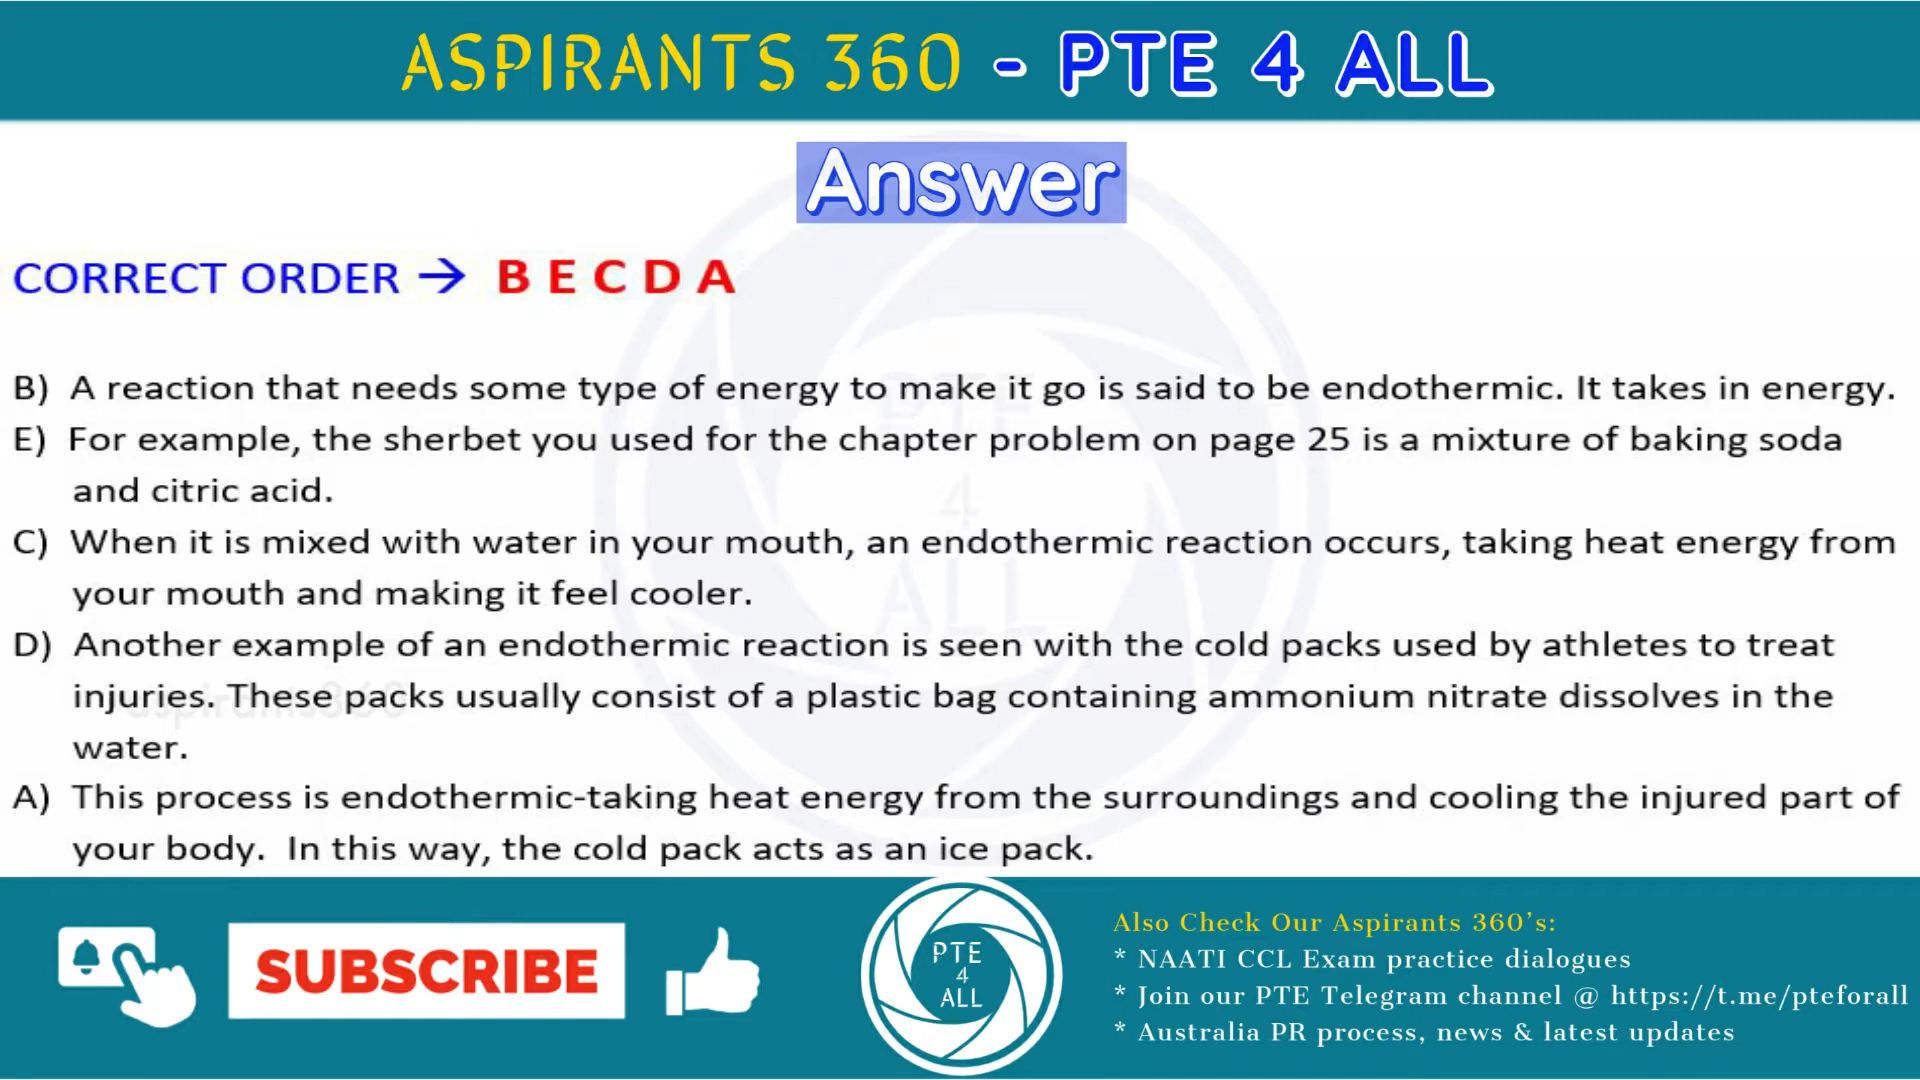 ASPIRANTS 360 - PTE 4 ALL
Answer
CORRECT ORDER → B E C D A
B) A reaction that needs some type of energy to make it go is said to be endothermic. It takes in energy.
E) For example, the sherbet you used for the chapter problem on page 25 is a mixture of baking soda
and citric acid.
C) When it is mixed with water in your mouth, an endothermic reaction occurs, taking heat energy from
your mouth and making it feel cooler.
D) Another example of an endothermic reaction is seen with the cold packs used by athletes to treat
injuries. These packs usually consist of a plastic bag containing ammonium nitrate dissolves in the
water.
A) This process is endothermic-taking heat energy from the surroundings and cooling the injured part of
your body. In this way, the cold pack acts as an ice pack.
PTE
4
ALL
aspirants360
SUBSCRIBE
PTE
4
ALL
Also Check Our Aspirants 360's:
* NAATI CCL Exam practice dialogues
* Join our PTE Telegram channel @ https://t.me/pteforall
* Australia PR process, news & latest updates